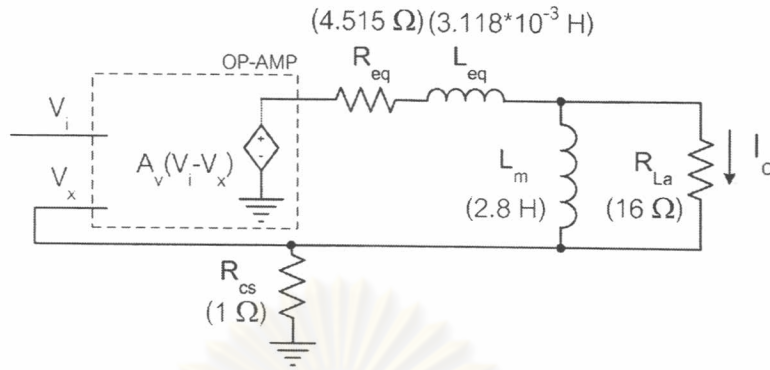 (4.515 Ω) (3.118*10⁻³ H)
OP-AMP
R_eq
L_eq
V_i
A_v(V_i-V_x)
+
-
V_x
L_m
(2.8 H)
R_La
(16 Ω)
I_o
R_cs
(1 Ω)